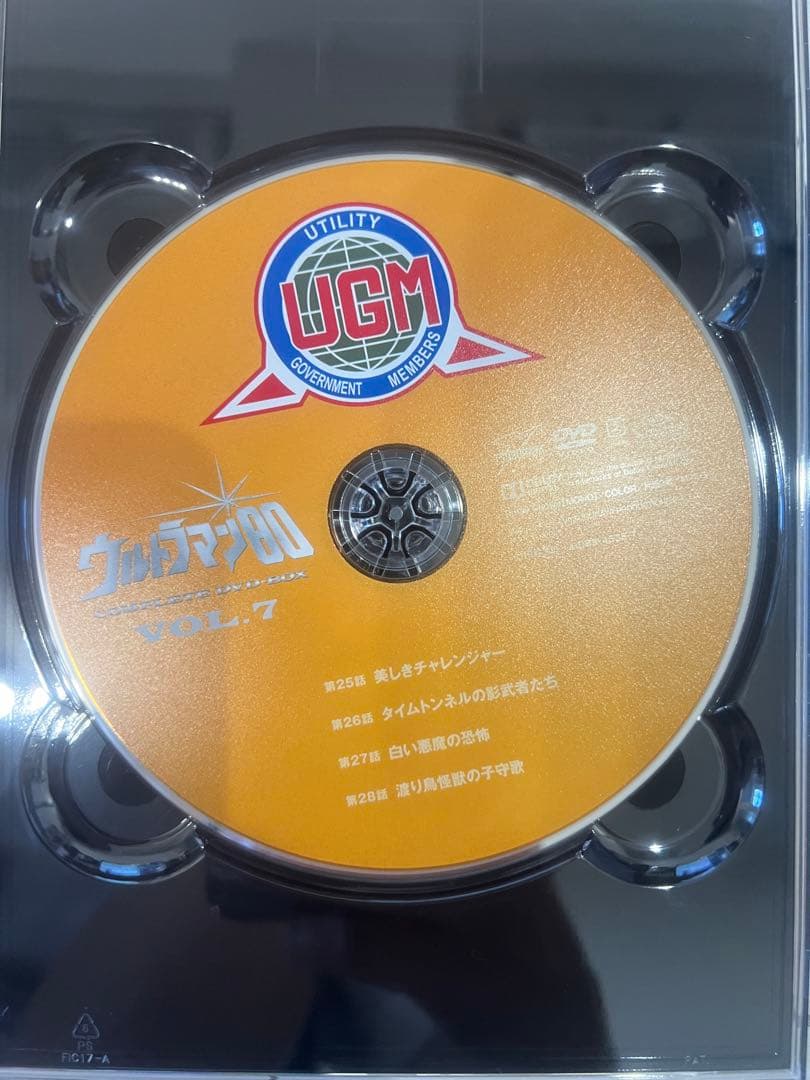 UTILITY
UGM
GOVERNMENT MEMBERS
ウルトラマン80
COMPLETE DVD-BOX
VOL.7
DVD
第25話 美しきチャレンジャー
第26話 タイムトンネルの影武者たち
第27話 白い悪魔の恐怖
第28話 渡り鳥怪獣の子守歌
6
PS
FIC17-A